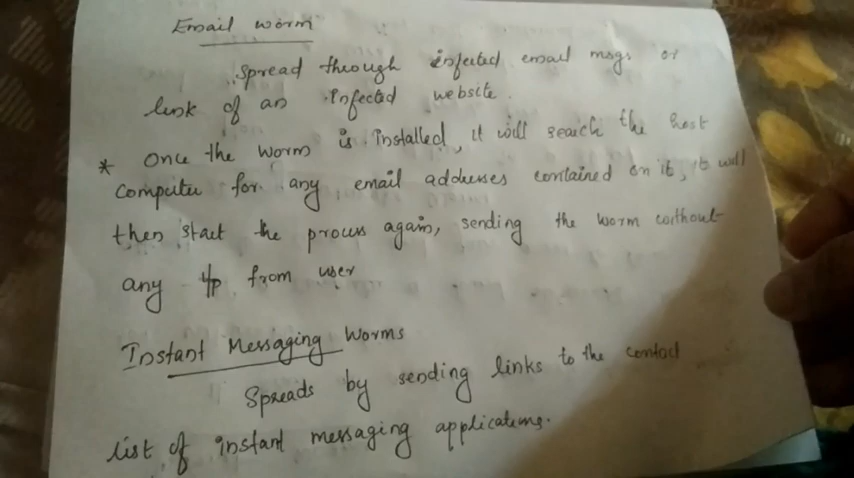 Email worm
Spread through infected email msgs or
link of an infected website.
* Once the worm is installed, it will search the host
computer for any email addresses contained on it, it will
then start the process again, sending the worm without
any i/p from user
Instant Messaging Worms
Spreads by sending links to the contact
list of instant messaging applications.